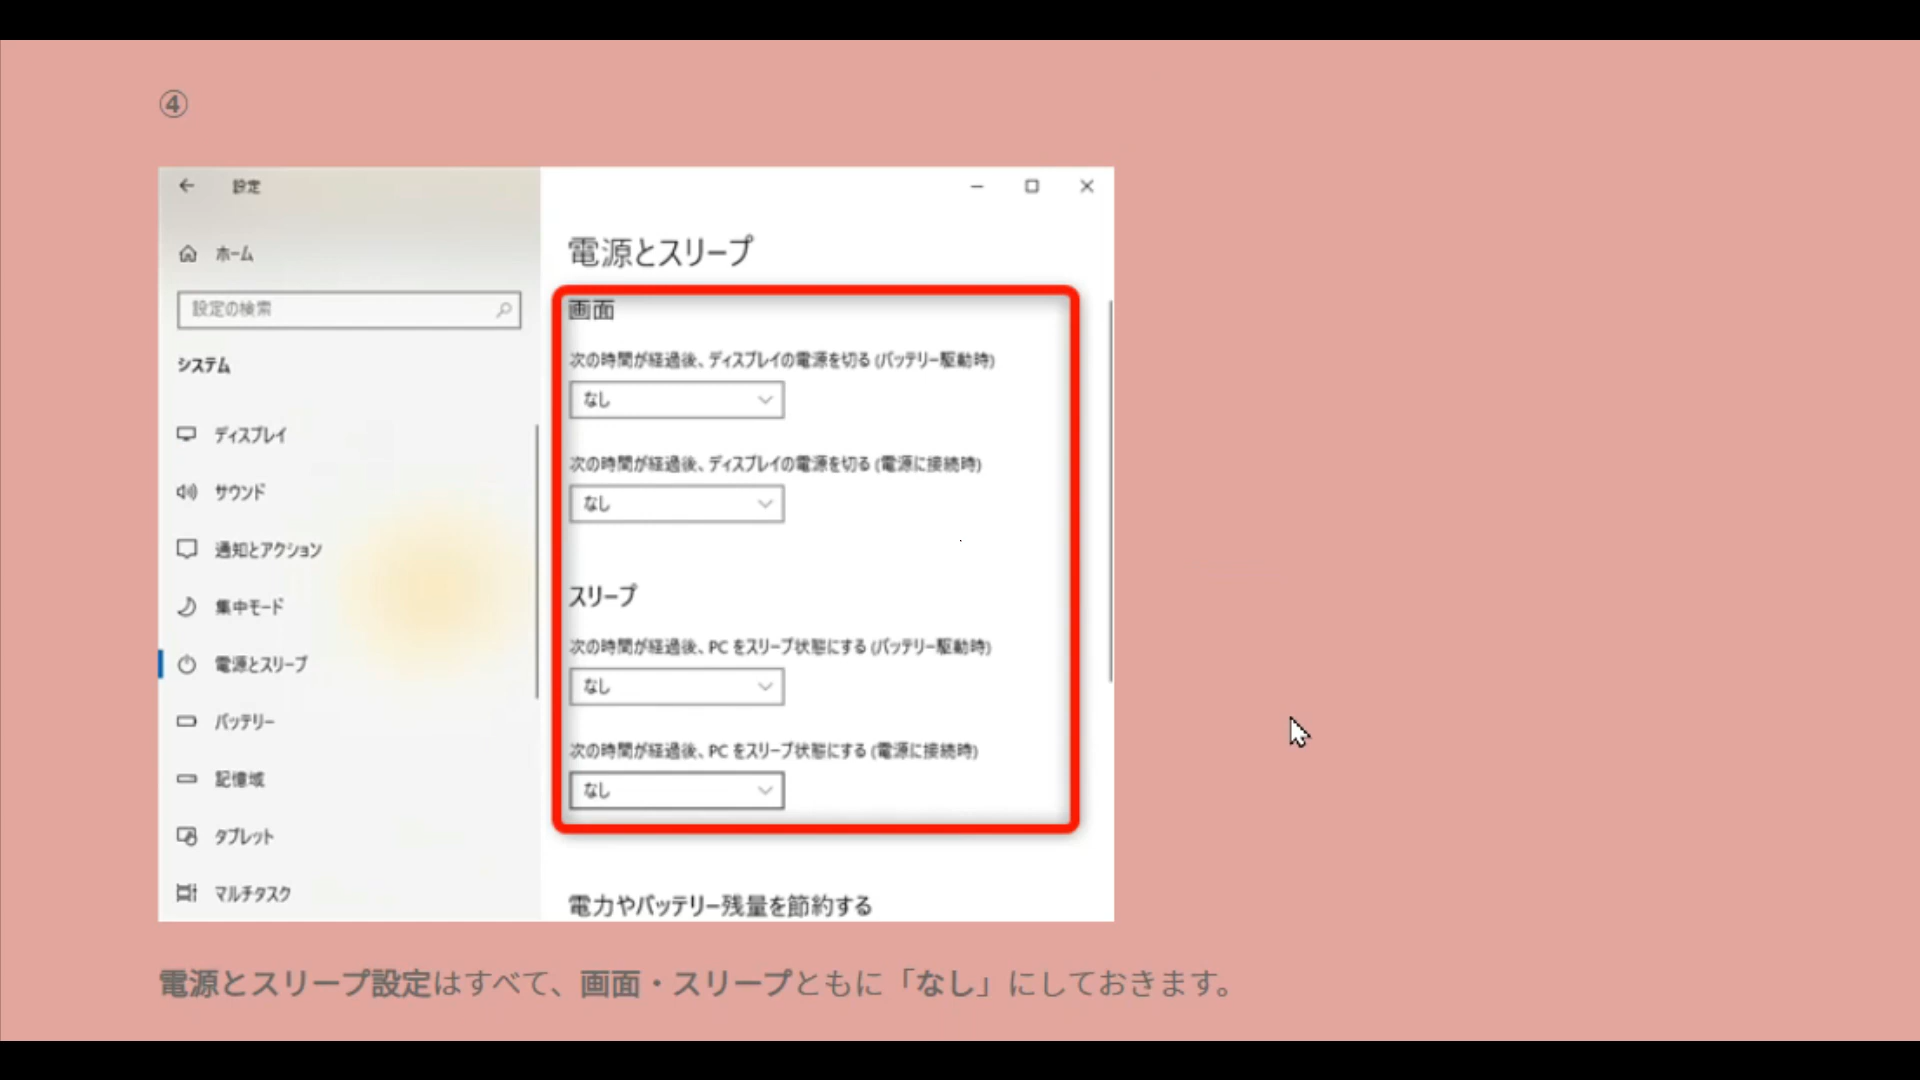 ④
設定
ホーム
設定の検索
システム
ディスプレイ
サウンド
通知とアクション
集中モード
電源とスリープ
バッテリー
記憶域
タブレット
マルチタスク
電源とスリープ
画面
次の時間が経過後、ディスプレイの電源を切る (バッテリー駆動時)
なし
次の時間が経過後、ディスプレイの電源を切る (電源に接続時)
なし
スリープ
次の時間が経過後、PC をスリープ状態にする (バッテリー駆動時)
なし
次の時間が経過後、PC をスリープ状態にする (電源に接続時)
なし
電力やバッテリー残量を節約する
電源とスリープ設定はすべて、画面・スリープともに「なし」にしておきます。